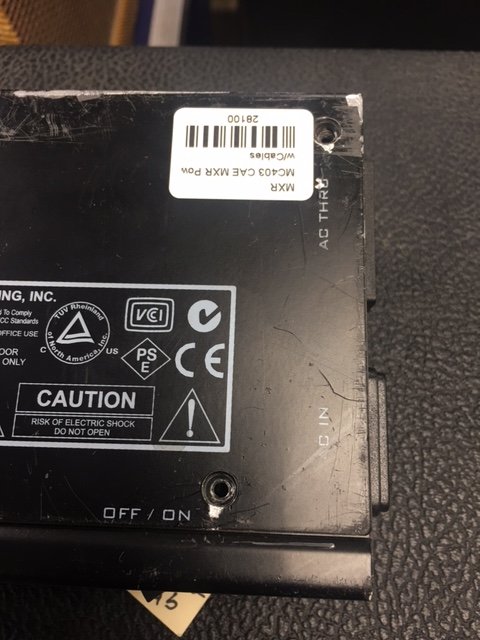 MXR
MC403 CAE MXR Pow
w/Cables
28100
AC THRU
ING, INC.
d To Comply
CC Standards
OFFICE USE
OOR
ONLY
TUV Rheinland
of North America, Inc.
C US
VCI
PS
E
CE
CAUTION
RISK OF ELECTRIC SHOCK
DO NOT OPEN
C IN
OFF / ON